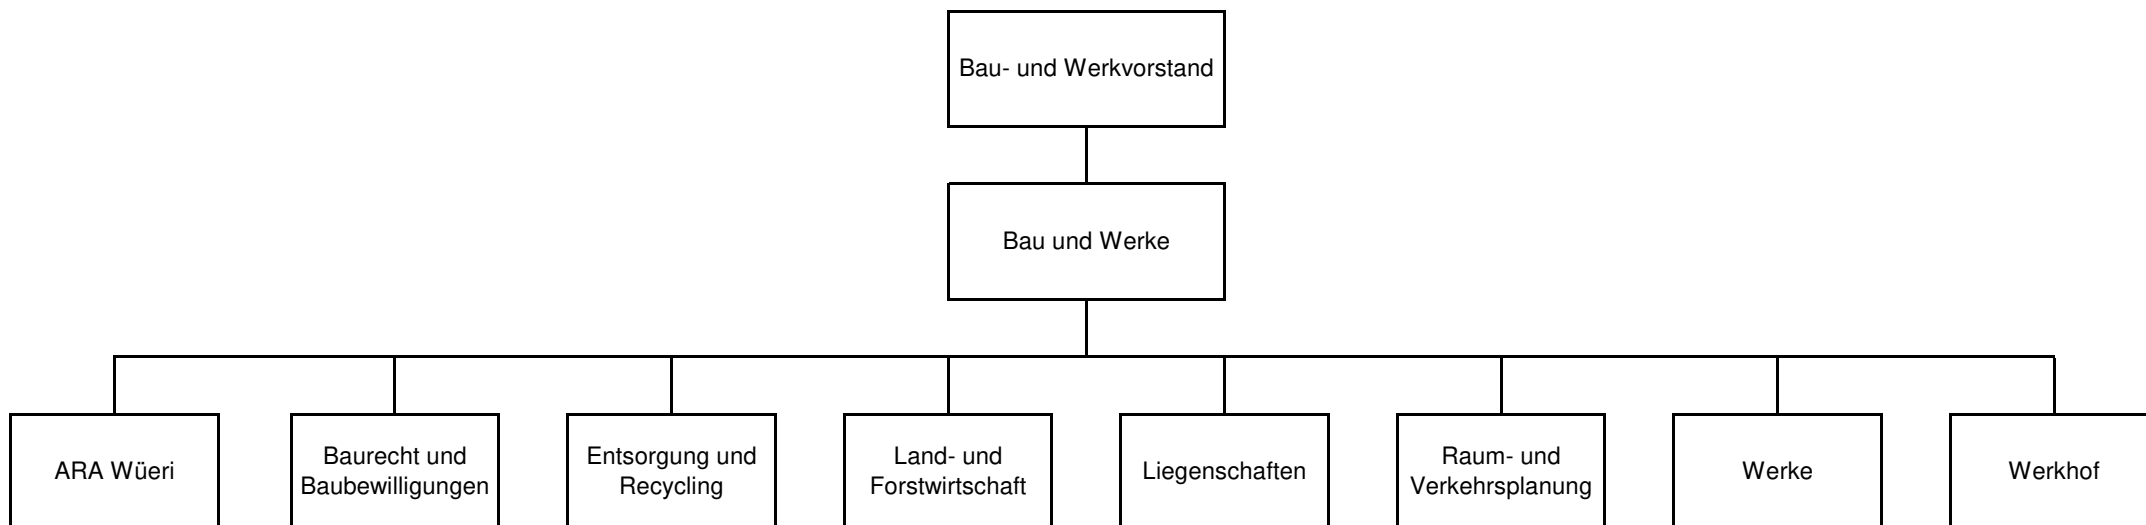 Bau- und Werkvorstand
Bau und Werke
ARA Wüeri
Baurecht und
Baubewilligungen
Entsorgung und
Recycling
Land- und
Forstwirtschaft
Liegenschaften
Raum- und
Verkehrsplanung
Werke
Werkhof